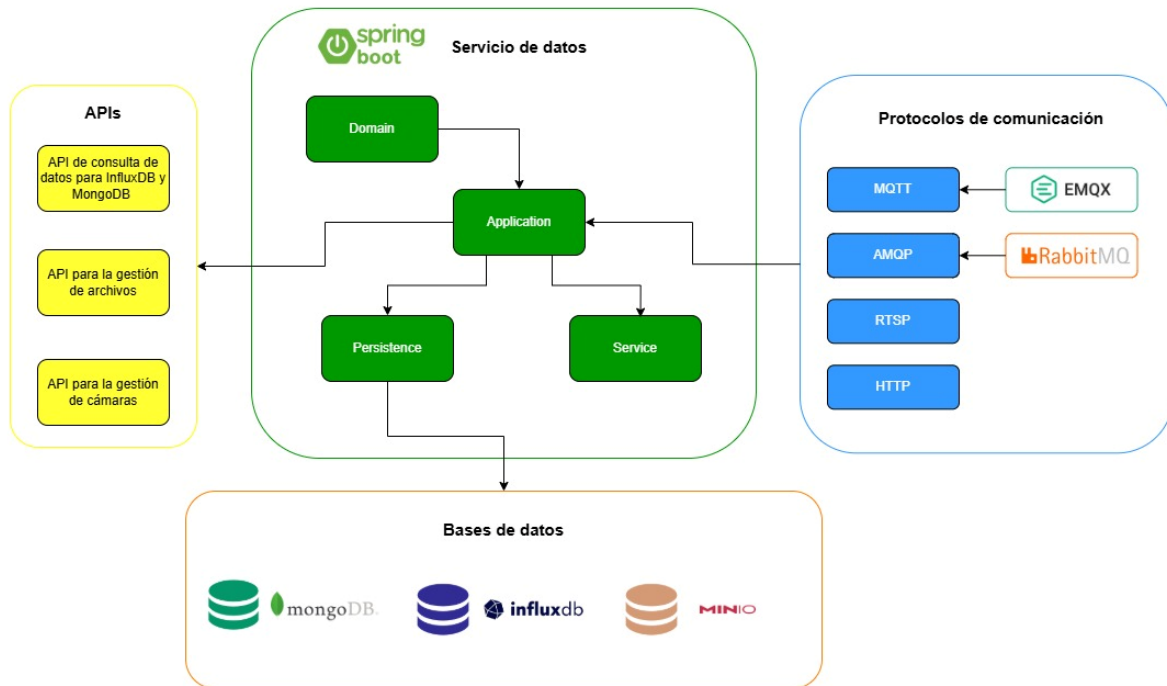 spring
boot
Servicio de datos
APIs
API de consulta de
datos para InfluxDB y
MongoDB
API para la gestión
de archivos
API para la gestión
de cámaras
Domain
Application
Persistence
Service
Protocolos de comunicación
MQTT
EMQX
AMQP
RabbitMQ
RTSP
HTTP
Bases de datos
mongoDB.
influxdb
MINIO